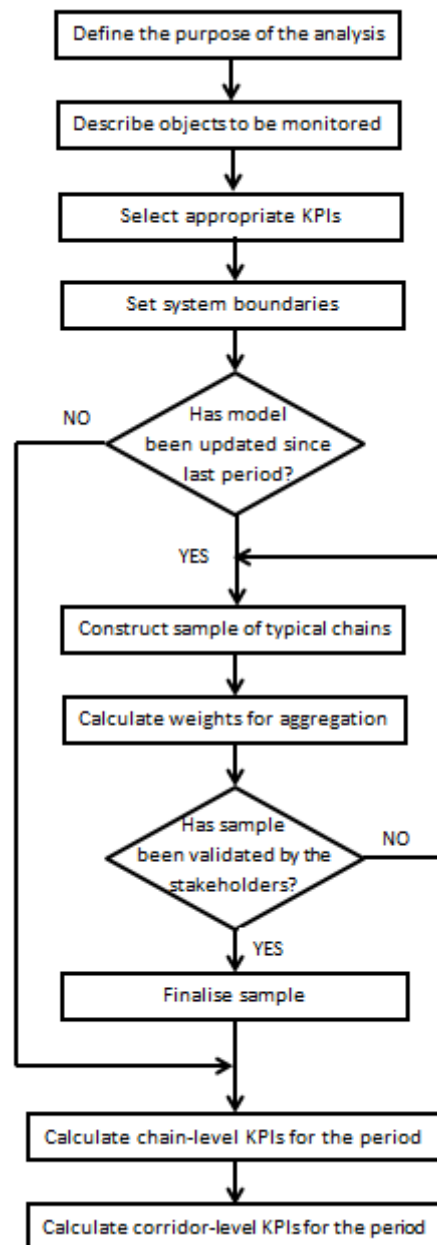 Define the purpose of the analysis
Describe objects to be monitored
Select appropriate KPIs
Set system boundaries
NO
Has model
been updated since
last period?
YES
Construct sample of typical chains
Calculate weights for aggregation
Has sample
been validated by the
stakeholders?
NO
YES
Finalise sample
Calculate chain-level KPIs for the period
Calculate corridor-level KPIs for the period